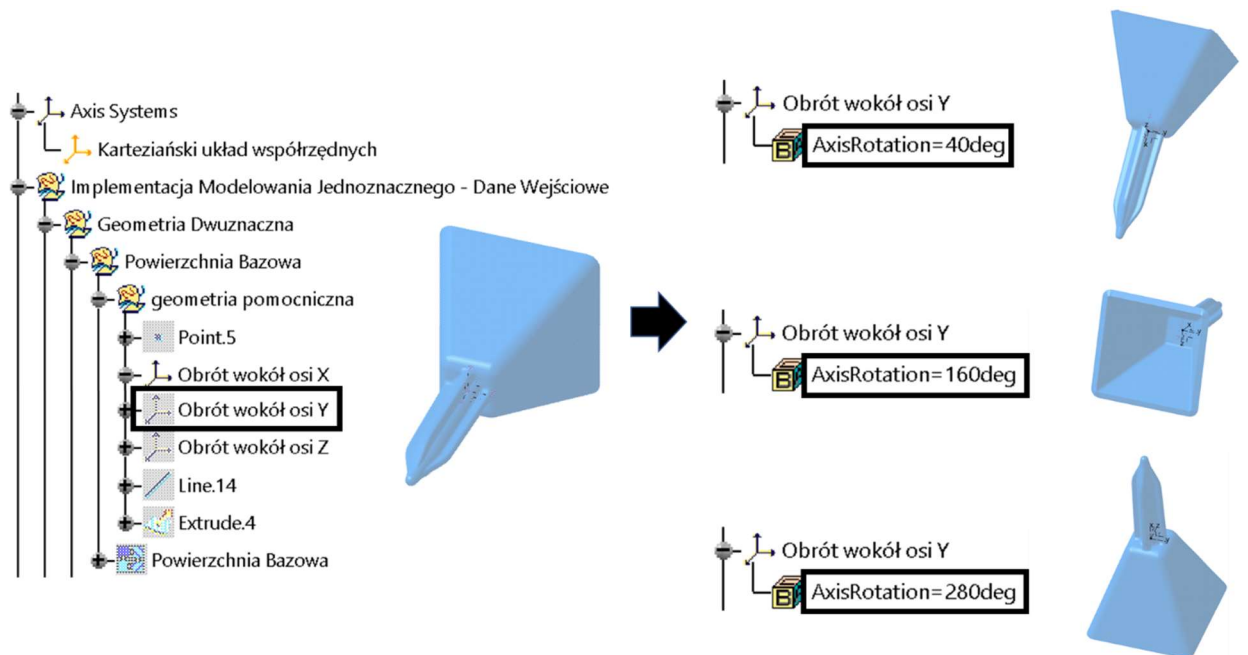 Axis Systems
Karteziański układ współrzędnych
Implementacja Modelowania Jednoznacznego - Dane Wejściowe
Geometria Dwuznaczna
Powierzchnia Bazowa
geometria pomocniczna
Point.5
Obrót wokół osi X
Obrót wokół osi Y
Obrót wokół osi Z
Line.14
Extrude.4
Powierzchnia Bazowa
Obrót wokół osi Y
AxisRotation=40deg
Obrót wokół osi Y
AxisRotation=160deg
Obrót wokół osi Y
AxisRotation=280deg